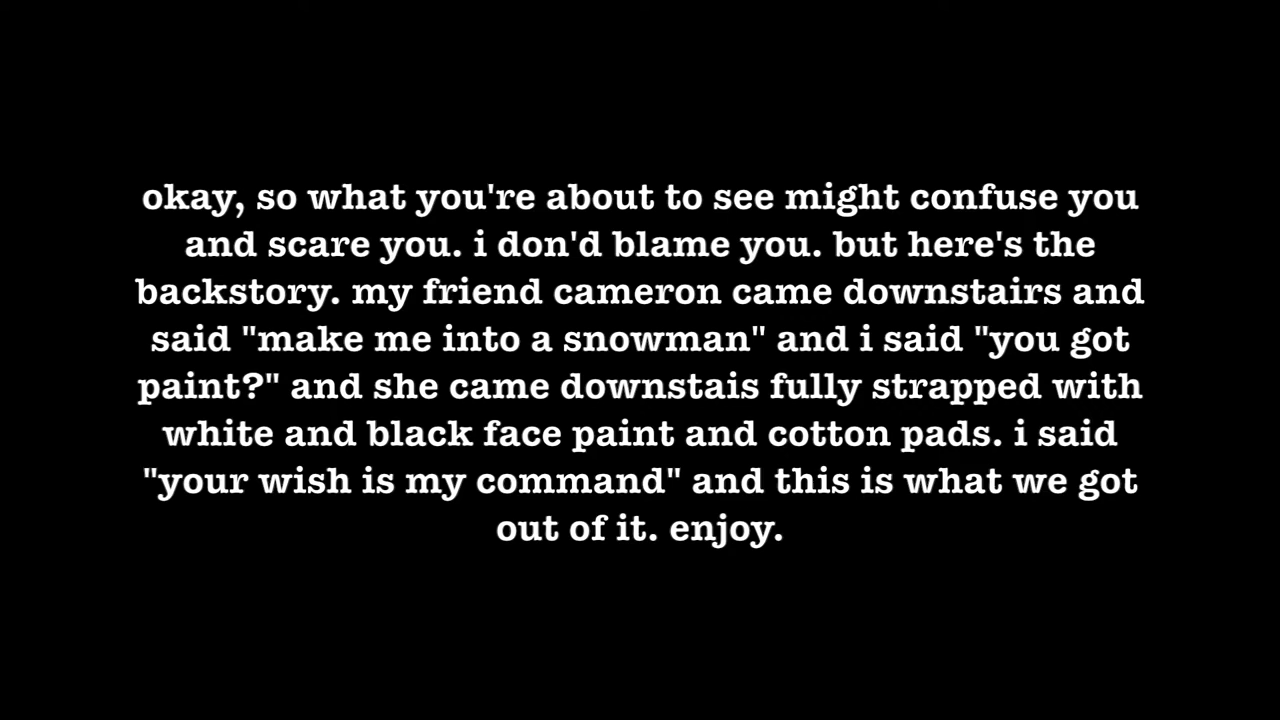 okay, so what you're about to see might confuse you
and scare you. i don'd blame you. but here's the
backstory. my friend cameron came downstairs and
said "make me into a snowman" and i said "you got
paint?" and she came downstais fully strapped with
white and black face paint and cotton pads. i said
"your wish is my command" and this is what we got
out of it. enjoy.